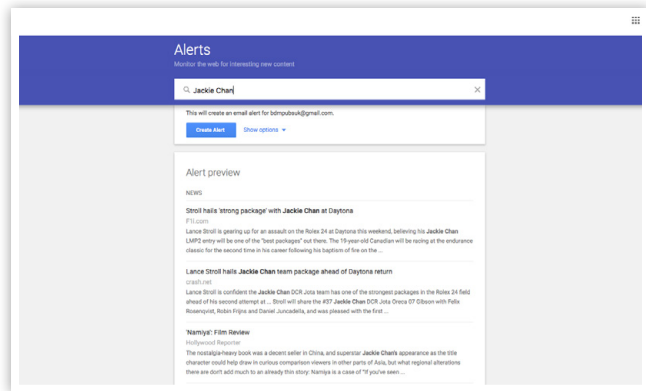 Alerts
Monitor the web for interesting new content
Jackie Chan
This will create an email alert for bdmpubsuk@gmail.com.
Create Alert Show options
Alert preview
NEWS
Stroll hails 'strong package' with Jackie Chan at Daytona
F1i.com
Lance Stroll is gearing up for an assault on the Rolex 24 at Daytona this weekend, believing his Jackie Chan
LMP2 entry will be one of the "best packages" out there. The 19-year-old Canadian will be racing at the endurance
classic for the second time in his career following his baptism of fire on the ...
Lance Stroll hails Jackie Chan team package ahead of Daytona return
crash.net
Lance Stroll is confident the Jackie Chan DCR Jota team has one of the strongest packages in the Rolex 24 field
ahead of his second attempt at ... Stroll will share the #37 Jackie Chan DCR Jota Oreca 07 Gibson with Felix
Rosenqvist, Robin Frijns and Daniel Juncadella, and was pleased with the first ...
'Namiya': Film Review
Hollywood Reporter
The nostalgia-heavy book was a decent seller in China, and superstar Jackie Chan's appearance as the title
character could help draw in curious comparison viewers in other parts of Asia, but what regional alterations
there are don't add much to an already thin story: Namiya is a case of "If you've seen ...